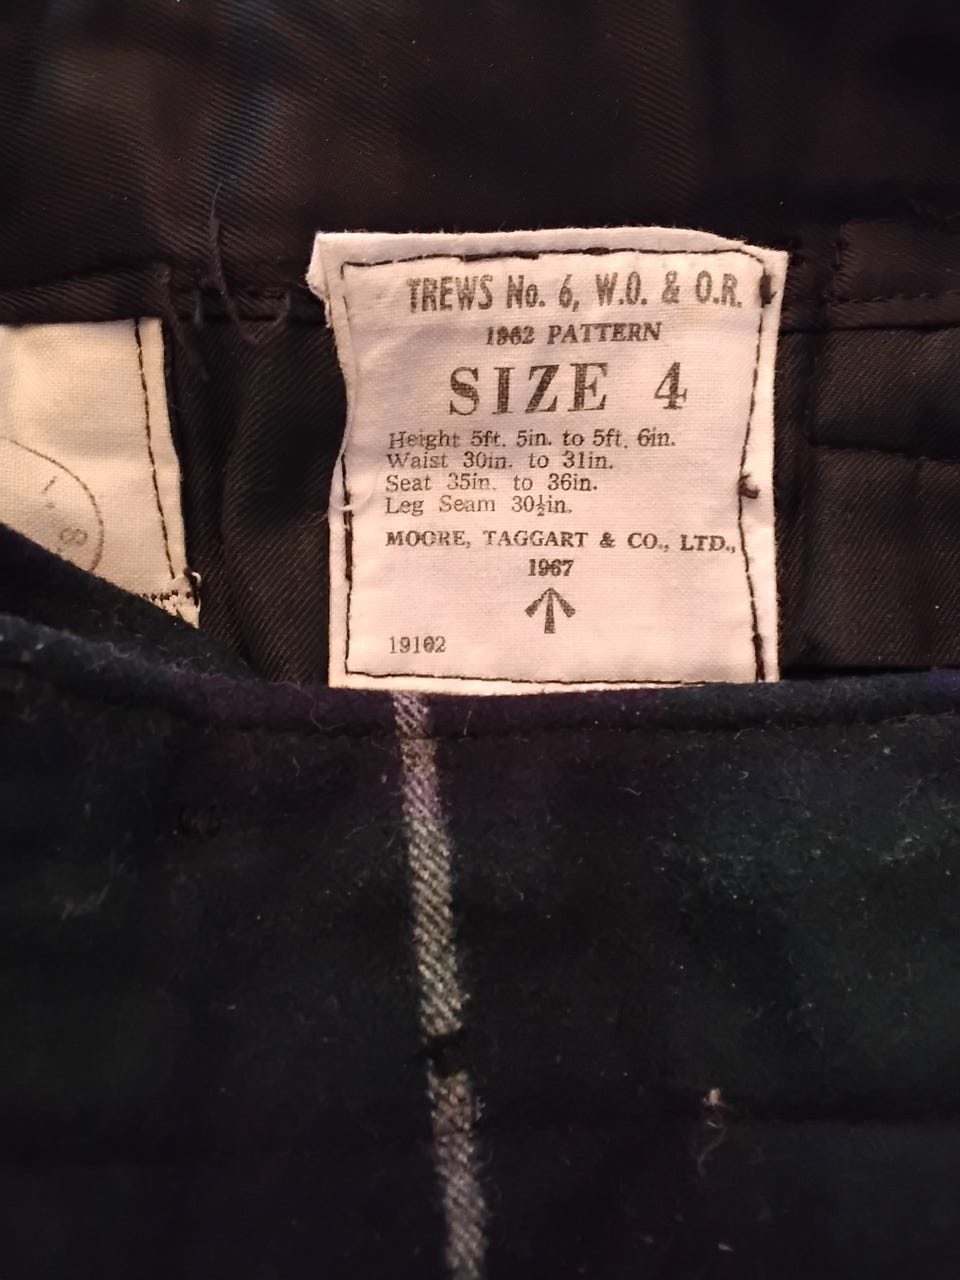 TREWS No. 6, W.O. & O.R.
1962 PATTERN
SIZE 4
Height 5ft. 5in. to 5ft. 6in.
Waist 30in. to 31in.
Seat 35in. to 36in.
Leg Seam 30½in.
MOORE, TAGGART & CO., LTD.,
1967
19102